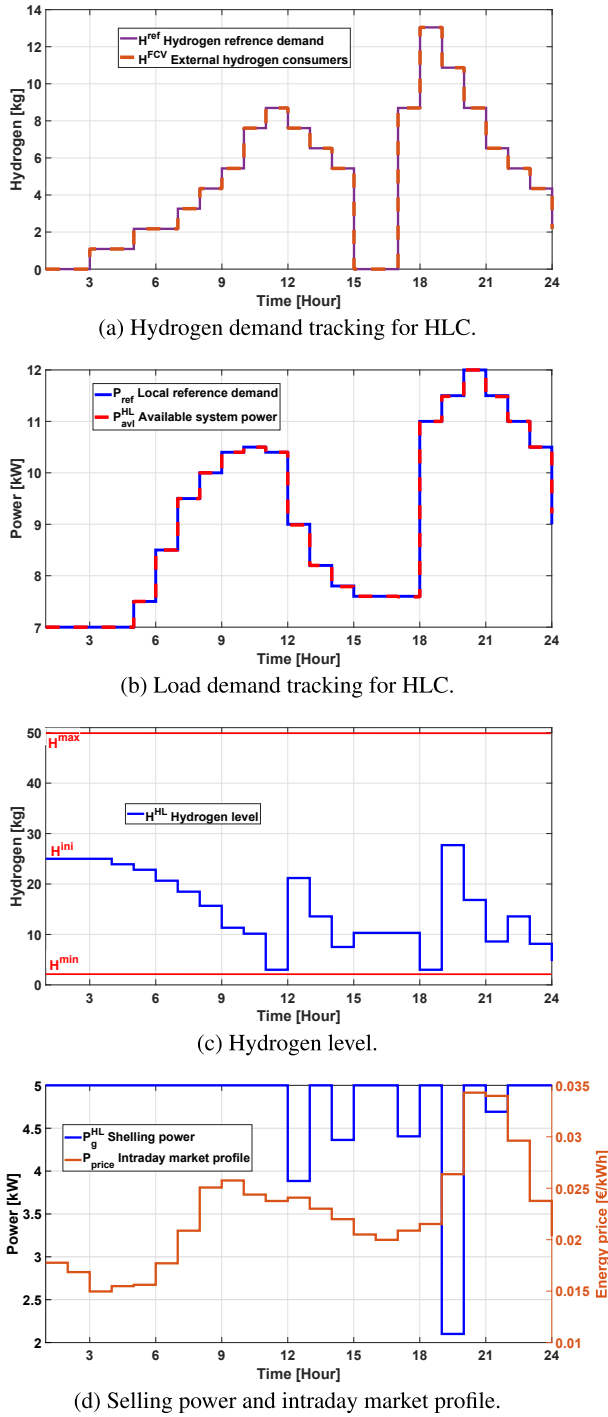 14
12
10
8
6
4
2
0
Hydrogen [kg]
H^ref Hydrogen refrence demand
H^FCV External hydrogen consumers
3 6 9 12 15 18 21 24
Time [Hour]
(a) Hydrogen demand tracking for HLC.
12
11
10
9
8
7
Power [kW]
P_ref Local reference demand
P_avl^HL Available system power
3 6 9 12 15 18 21 24
Time [Hour]
(b) Load demand tracking for HLC.
50
40
30
20
10
0
Hydrogen [kg]
H^max
H^HL Hydrogen level
H^ini
H^min
3 6 9 12 15 18 21 24
Time [Hour]
(c) Hydrogen level.
5
4.5
4
3.5
3
2.5
2
Power [kW]
P_g^HL Shelling power
P_price Intraday market profile
0.035
0.03
0.025
0.02
0.015
0.01
Energy price [€/kWh]
3 6 9 12 15 18 21 24
Time [Hour]
(d) Selling power and intraday market profile.